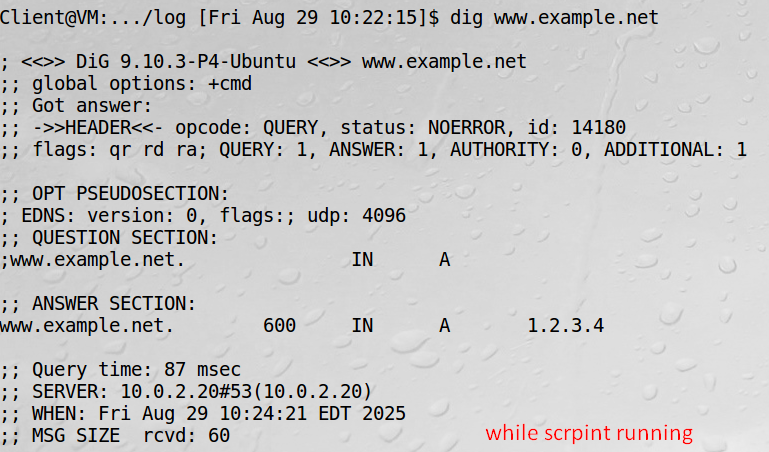 Client@VM:.../log [Fri Aug 29 10:22:15]$ dig www.example.net
; <<>> DiG 9.10.3-P4-Ubuntu <<>> www.example.net
;; global options: +cmd
;; Got answer:
;; ->>HEADER<<- opcode: QUERY, status: NOERROR, id: 14180
;; flags: qr rd ra; QUERY: 1, ANSWER: 1, AUTHORITY: 0, ADDITIONAL: 1
;; OPT PSEUDOSECTION:
; EDNS: version: 0, flags:; udp: 4096
;; QUESTION SECTION:
;www.example.net. IN A
;; ANSWER SECTION:
www.example.net. 600 IN A 1.2.3.4
;; Query time: 87 msec
;; SERVER: 10.0.2.20#53(10.0.2.20)
;; WHEN: Fri Aug 29 10:24:21 EDT 2025
;; MSG SIZE rcvd: 60
while scrpint running